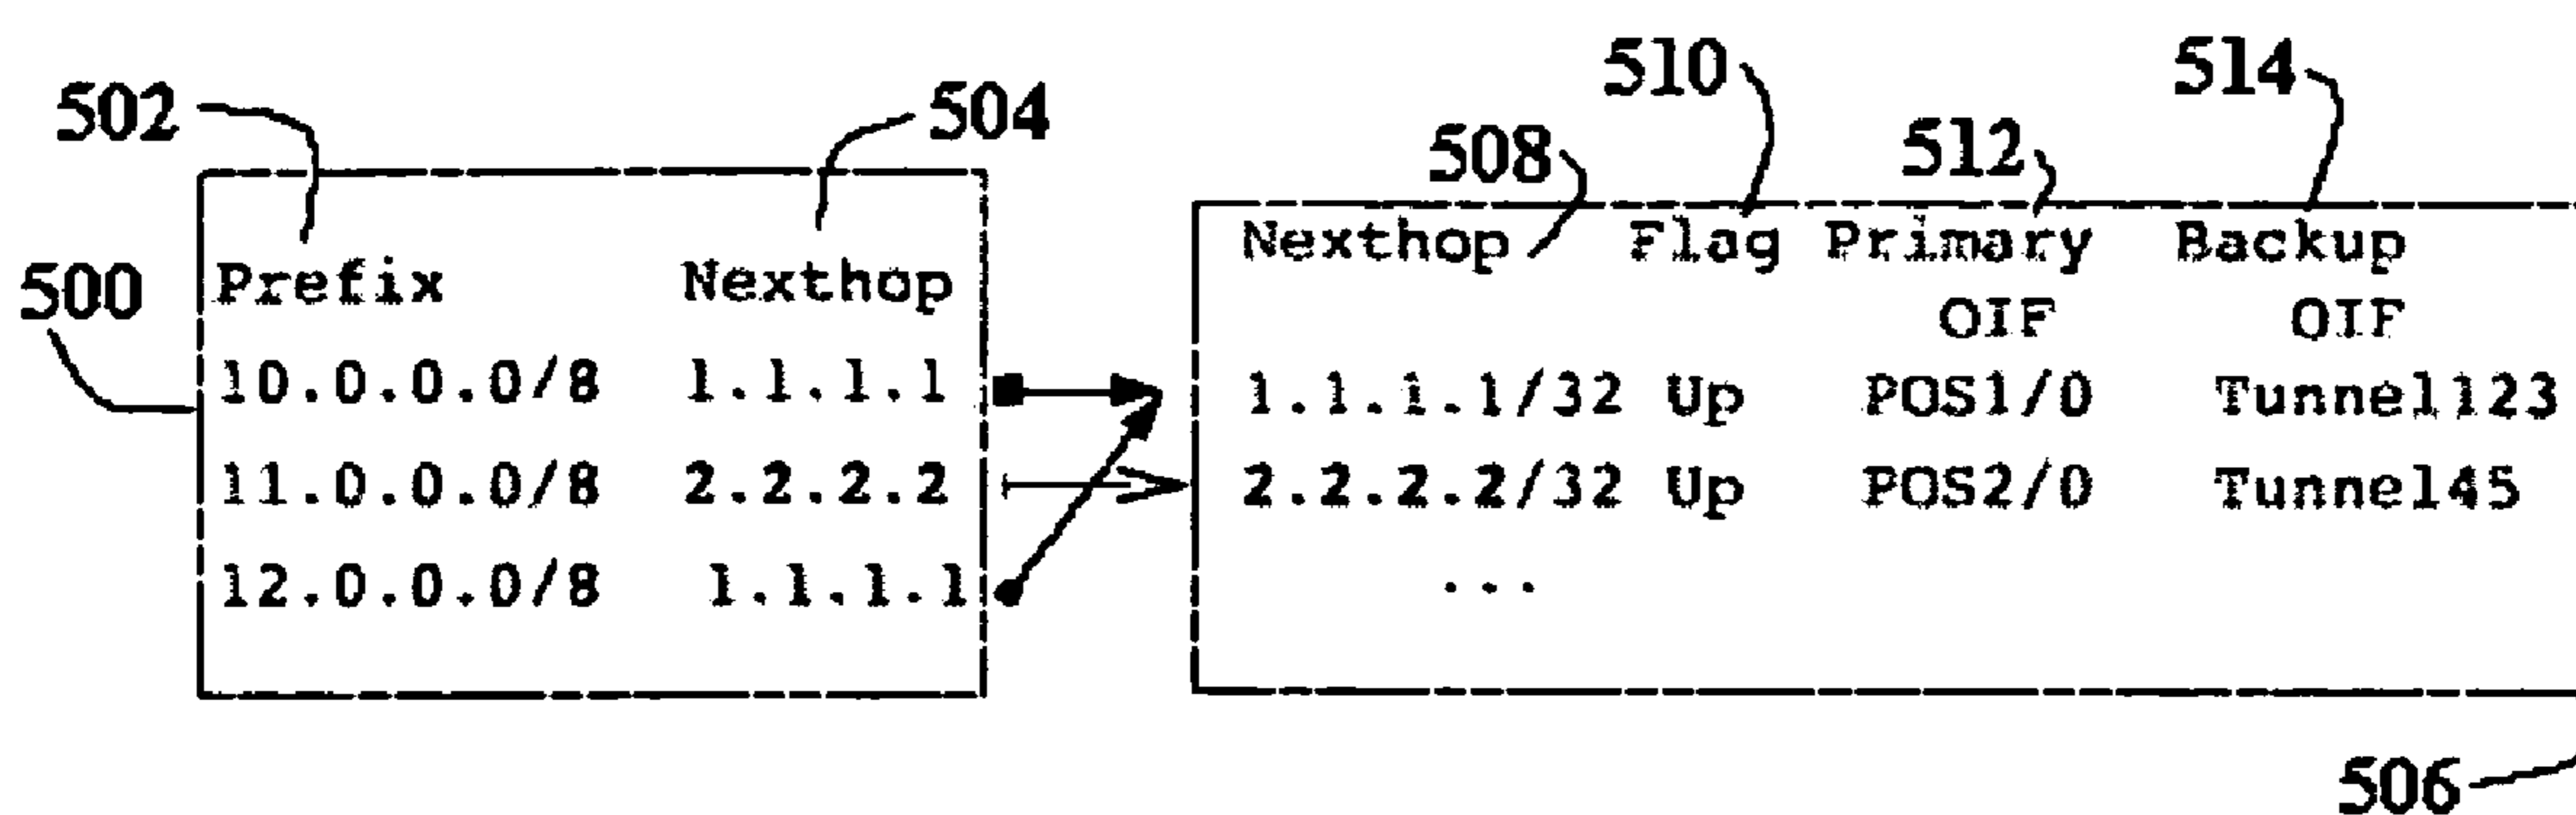 502
504
500
Prefix Nexthop
10.0.0.0/8 1.1.1.1
11.0.0.0/8 2.2.2.2
12.0.0.0/8 1.1.1.1
510
514
508
512
Nexthop Flag Primary Backup
OIF OIF
1.1.1.1/32 Up POS1/0 Tunnel123
2.2.2.2/32 Up POS2/0 Tunnel45
...
506